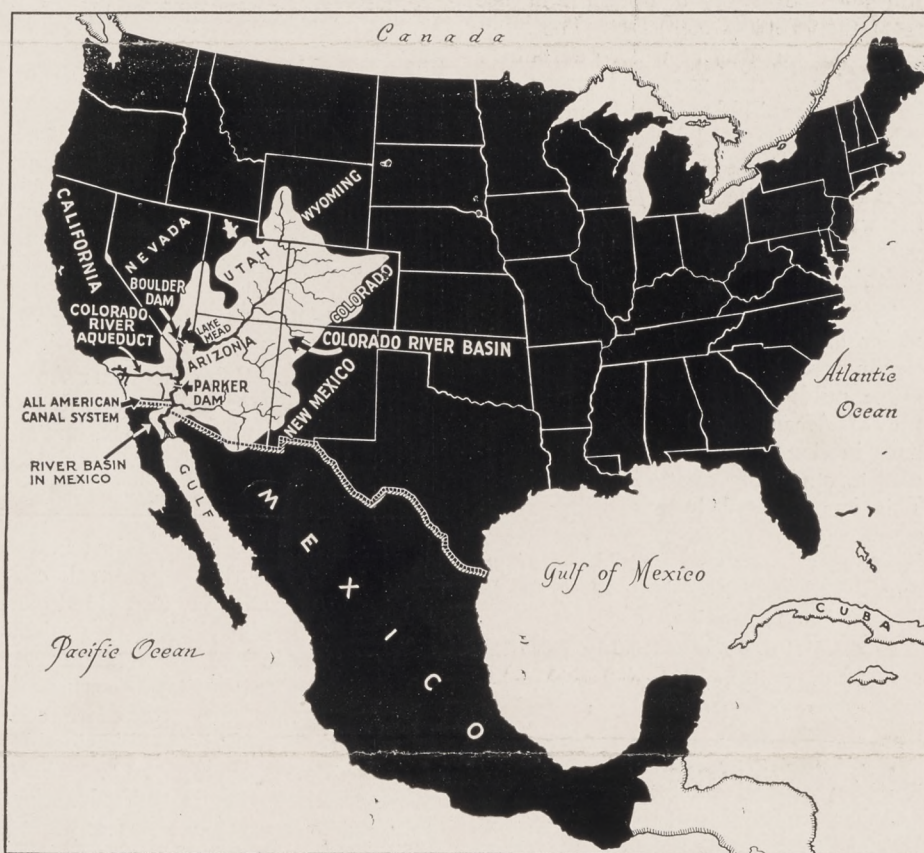 Canada
WYOMING
CALIFORNIA
NEVADA
UTAH
BOULDER
DAM
COLORADO
COLORADO
RIVER
AQUEDUCT
LAKE
MEAD
ARIZONA
COLORADO RIVER BASIN
NEW MEXICO
PARKER
DAM
ALL AMERICAN
CANAL SYSTEM
RIVER BASIN
IN MEXICO
GULF
Atlantic
Ocean
MEXICO
Gulf of Mexico
CUBA
Pacific Ocean